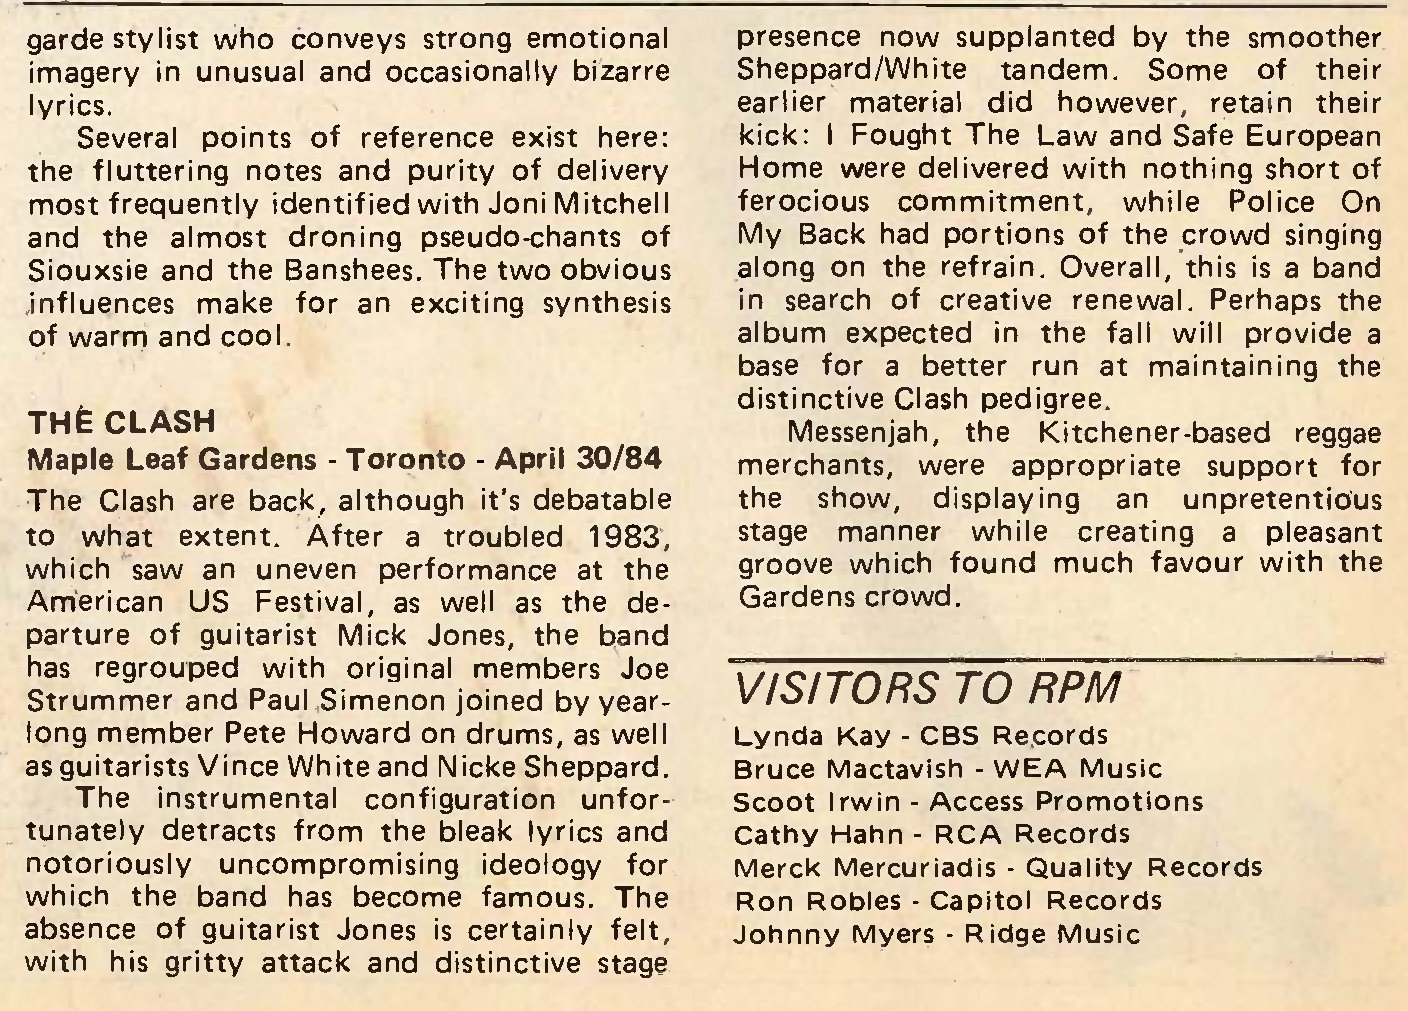 garde stylist who conveys strong emotional
imagery in unusual and occasionally bizarre
lyrics.
Several points of reference exist here:
the fluttering notes and purity of delivery
most frequently identified with Joni Mitchell
and the almost droning pseudo-chants of
Siouxsie and the Banshees. The two obvious
influences make for an exciting synthesis
of warm and cool.
THE CLASH
Maple Leaf Gardens - Toronto - April 30/84
The Clash are back, although it's debatable
to what extent. After a troubled 1983,
which saw an uneven performance at the
American US Festival, as well as the de-
parture of guitarist Mick Jones, the band
has regrouped with original members Joe
Strummer and Paul Simenon joined by year-
long member Pete Howard on drums, as well
as guitarists Vince White and Nicke Sheppard.
The instrumental configuration unfor-
tunately detracts from the bleak lyrics and
notoriously uncompromising ideology for
which the band has become famous. The
absence of guitarist Jones is certainly felt,
with his gritty attack and distinctive stage
presence now supplanted by the smoother
Sheppard/White tandem. Some of their
earlier material did however, retain their
kick: I Fought The Law and Safe European
Home were delivered with nothing short of
ferocious commitment, while Police On
My Back had portions of the crowd singing
along on the refrain. Overall, this is a band
in search of creative renewal. Perhaps the
album expected in the fall will provide a
base for a better run at maintaining the
distinctive Clash pedigree.
Messenjah, the Kitchener-based reggae
merchants, were appropriate support for
the show, displaying an unpretentious
stage manner while creating a pleasant
groove which found much favour with the
Gardens crowd.
VISITORS TO RPM
Lynda Kay - CBS Records
Bruce Mactavish - WEA Music
Scoot Irwin - Access Promotions
Cathy Hahn - RCA Records
Merck Mercuriadis - Quality Records
Ron Robles - Capitol Records
Johnny Myers - Ridge Music